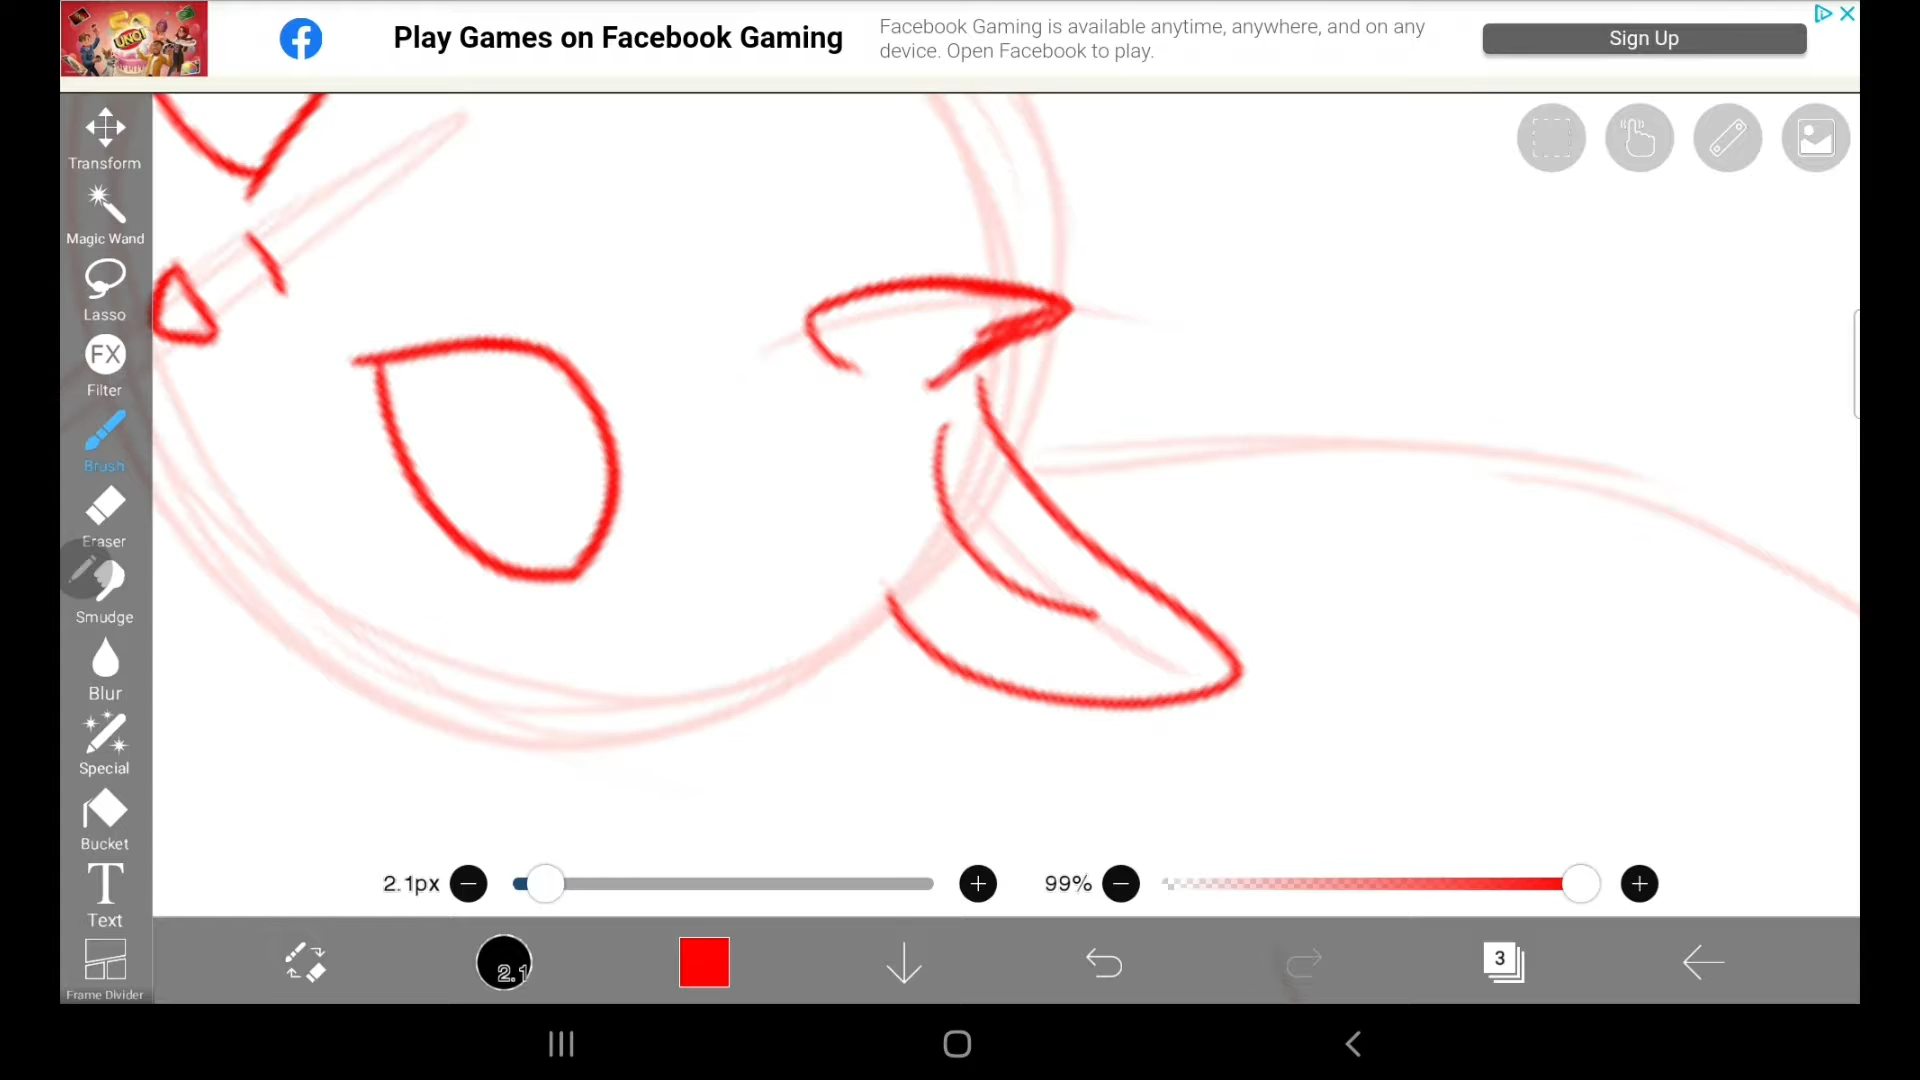 UNO
Play Games on Facebook Gaming
Facebook Gaming is available anytime, anywhere, and on any
device. Open Facebook to play.
Sign Up
Transform
Magic Wand
Lasso
FX
Filter
Brush
Eraser
Smudge
Blur
Special
Bucket
T
Text
Frame Divider
2.1px
99%
2.1
3